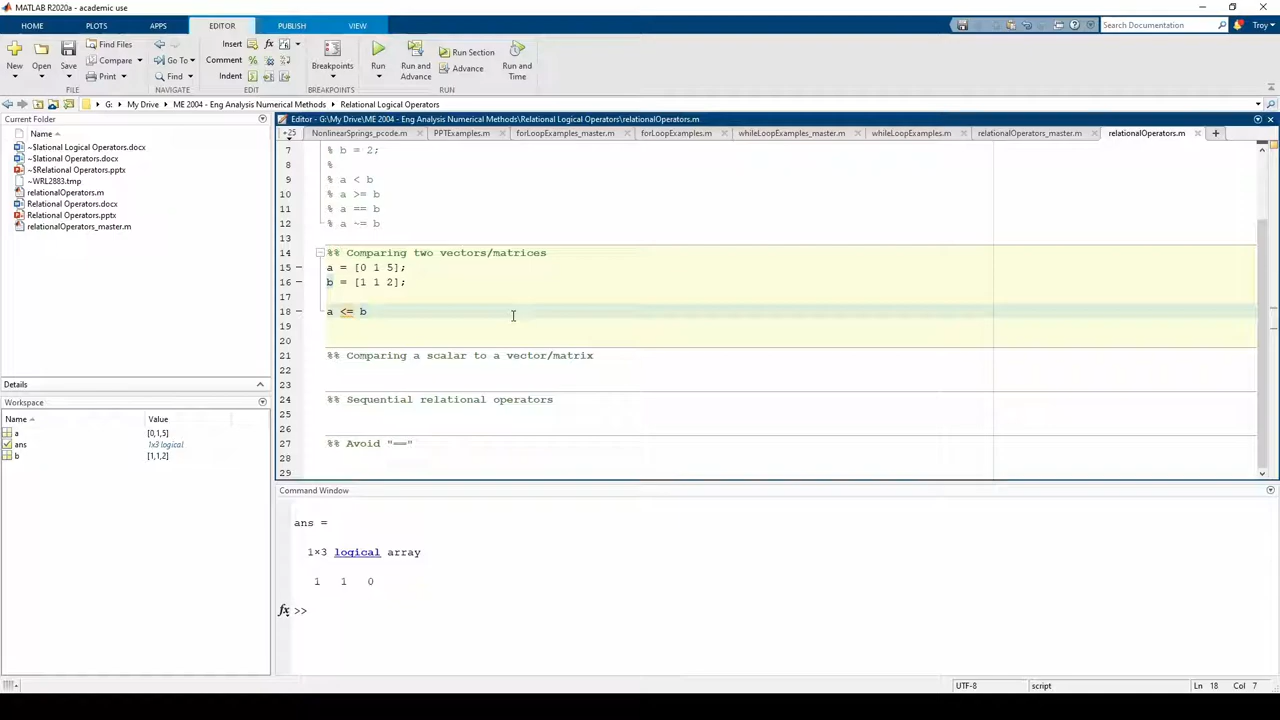 MATLAB R2020a - academic use
HOME PLOTS APPS EDITOR PUBLISH VIEW
Search Documentation Troy
New Open Save Find Files Compare Print
Go To Find
Insert fx Comment Indent
Breakpoints Run Run and Advance Run Section Advance Run and Time
FILE NAVIGATE EDIT BREAKPOINTS RUN
G: My Drive ME 2004 - Eng Analysis Numerical Methods Relational Logical Operators
Current Folder
Name
~$lational Logical Operators.docx
~$lational Operators.docx
~$Relational Operators.pptx
~WRL2883.tmp
relationalOperators.m
Relational Operators.docx
Relational Operators.pptx
relationalOperators_master.m
Details
Workspace
Name Value
a [0,1,5]
ans 1x3 logical
b [1,1,2]
Editor - G:\My Drive\ME 2004 - Eng Analysis Numerical Methods\Relational Logical Operators\relationalOperators.m
+25 NonlinearSprings_pcode.m PPTExamples.m forLoopExamples_master.m forLoopExamples.m whileLoopExamples_master.m whileLoopExamples.m relationalOperators_master.m relationalOperators.m
7 % b = 2;
8 %
9 % a < b
10 % a >= b
11 % a == b
12 % a ~= b
13
14 %% Comparing two vectors/matrices
15 a = [0 1 5];
16 b = [1 1 2];
17
18 a <= b
19
20
21 %% Comparing a scalar to a vector/matrix
22
23
24 %% Sequential relational operators
25
26
27 %% Avoid "=="
28
29
Command Window
ans =
1×3 logical array
1 1 0
fx >>
UTF-8 script Ln 18 Col 7